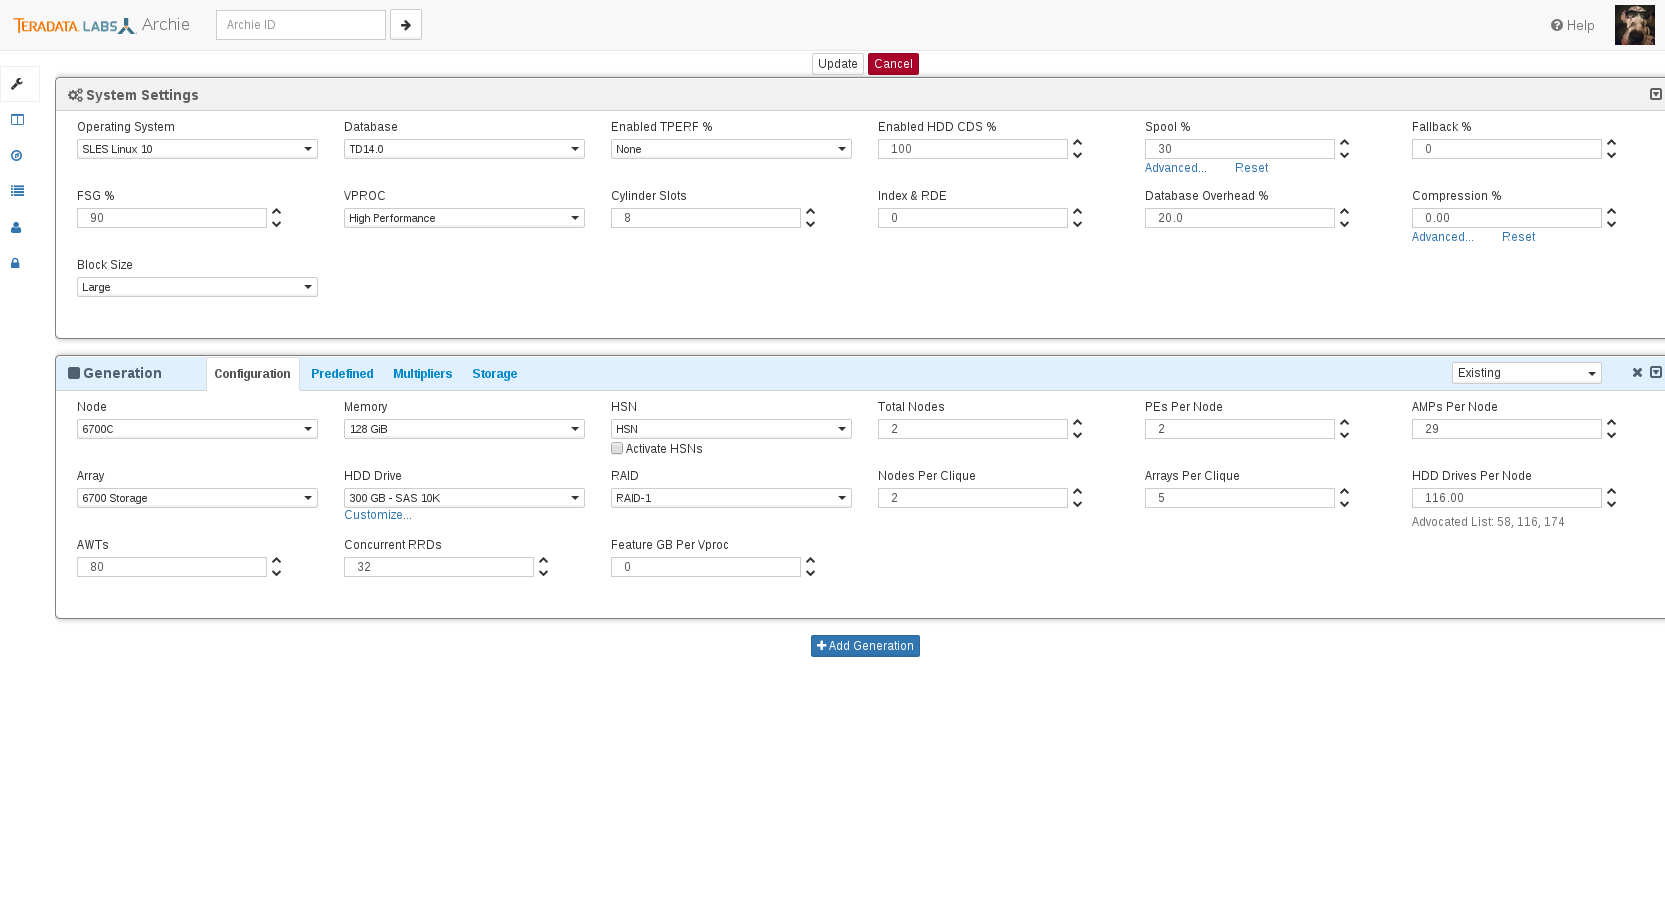 TERADATA LABS Archie Archie ID Help
Update Cancel
System Settings
Operating System Database Enabled TPERF % Enabled HDD CDS % Spool % Fallback %
SLES Linux 10 TD14.0 None 100 30 0
Advanced... Reset
FSG % VPROC Cylinder Slots Index & RDE Database Overhead % Compression %
90 High Performance 8 0 20.0 0.00
Advanced... Reset
Block Size
Large
Generation Configuration Predefined Multipliers Storage Existing
Node Memory HSN Total Nodes PEs Per Node AMPs Per Node
6700C 128 GiB HSN 2 2 29
Activate HSNs
Array HDD Drive RAID Nodes Per Clique Arrays Per Clique HDD Drives Per Node
6700 Storage 300 GB - SAS 10K RAID-1 2 5 116.00
Customize... Advocated List: 58, 116, 174
AWTs Concurrent RRDs Feature GB Per Vproc
80 32 0
Add Generation